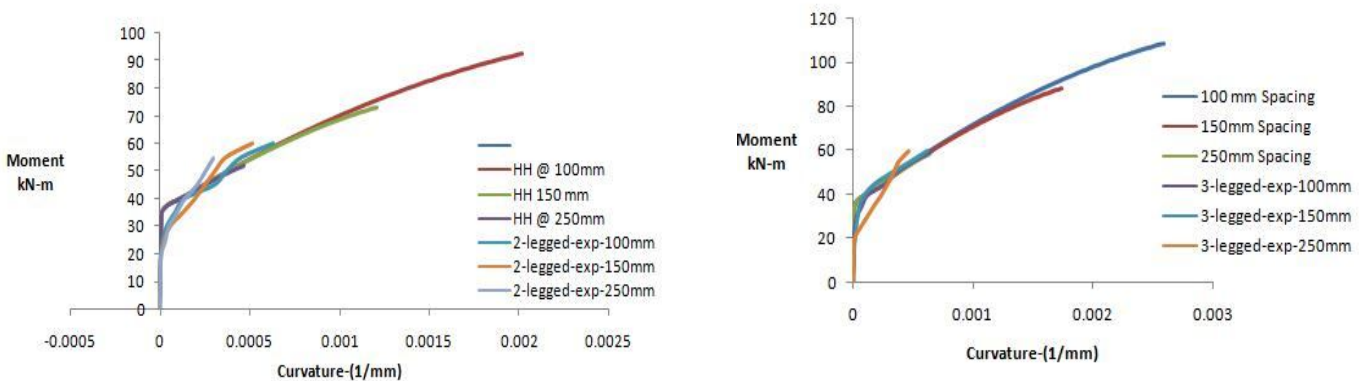 100
90
80
70
60
50
40
30
20
10
0
Moment
kN-m
-0.0005
0
0.0005
0.001
0.0015
0.002
0.0025
Curvature-(1/mm)
HH @ 100mm
HH 150 mm
HH @ 250mm
2-legged-exp-100mm
2-legged-exp-150mm
2-legged-exp-250mm
120
100
80
60
40
20
0
Moment
kN-m
0
0.001
0.002
0.003
Curvature-(1/mm)
100 mm Spacing
150mm Spacing
250mm Spacing
3-legged-exp-100mm
3-legged-exp-150mm
3-legged-exp-250mm